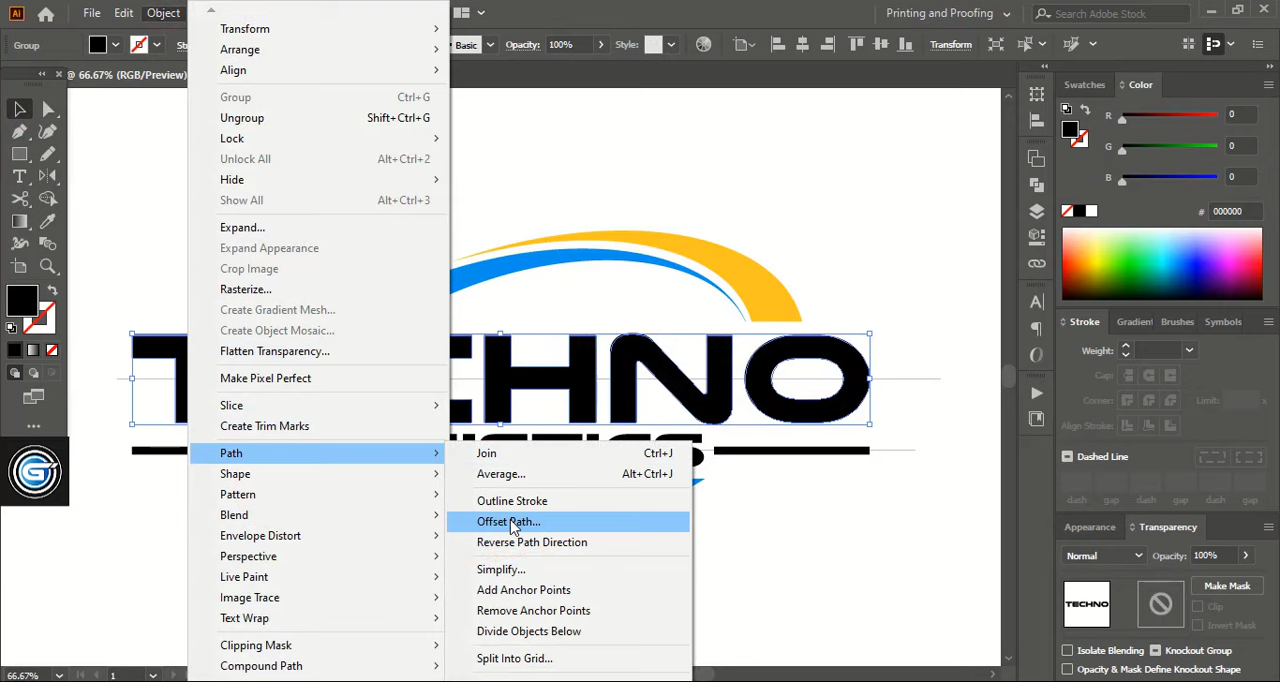 Ai
File
Edit
Object
Printing and Proofing
Search Adobe Stock
Group
Basic
Opacity:
100%
Style:
Transform
@ 66.67% (RGB/Preview)
Transform
Arrange
Align
Group Ctrl+G
Ungroup Shift+Ctrl+G
Lock
Unlock All Alt+Ctrl+2
Hide
Show All Alt+Ctrl+3
Expand...
Expand Appearance
Crop Image
Rasterize...
Create Gradient Mesh...
Create Object Mosaic...
Flatten Transparency...
Make Pixel Perfect
Slice
Create Trim Marks
Path
Shape
Pattern
Blend
Envelope Distort
Perspective
Live Paint
Image Trace
Text Wrap
Clipping Mask
Compound Path
Join Ctrl+J
Average... Alt+Ctrl+J
Outline Stroke
Offset Path...
Reverse Path Direction
Simplify...
Add Anchor Points
Remove Anchor Points
Divide Objects Below
Split Into Grid...
Swatches
Color
R 0
G 0
B 0
# 000000
Stroke
Gradient
Brushes
Symbols
Weight:
Cap:
Corner:
Limit:
x
Align Stroke:
Dashed Line
dash gap dash gap dash gap
Appearance
Transparency
Normal
Opacity: 100%
TECHNO
Make Mask
Clip
Invert Mask
Isolate Blending
Knockout Group
Opacity & Mask Define Knockout Shape
66.67%
1